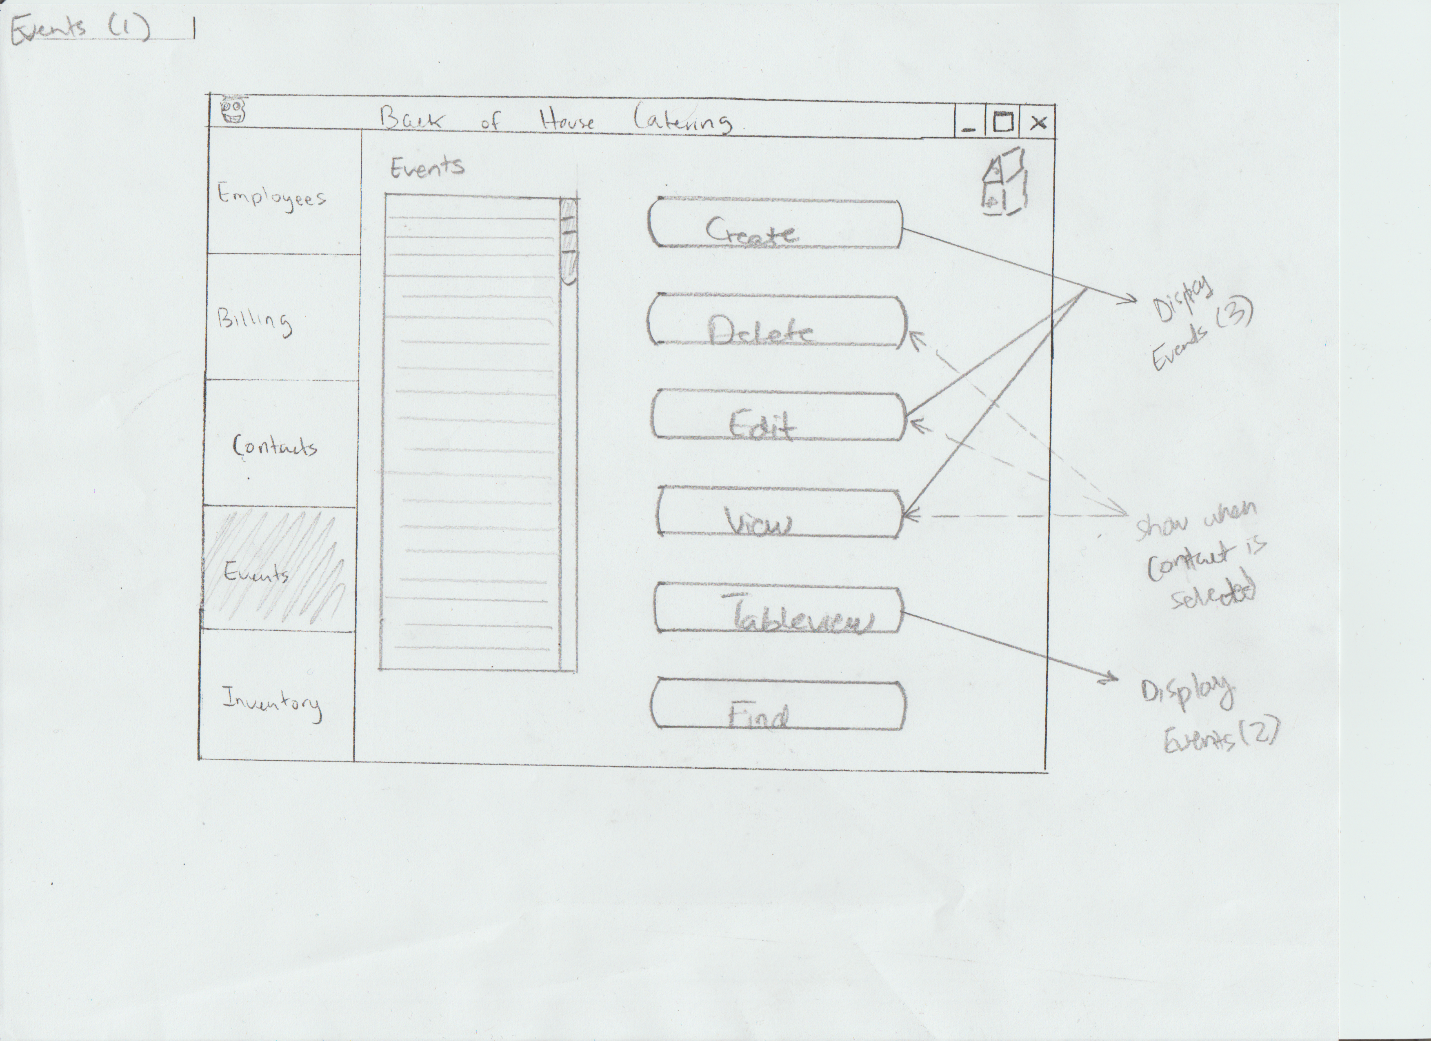 Events (1)
Back of House Catering
Employees
Billing
Contacts
Events
Inventory
Events
Create
Delete
Edit
View
Tableview
Find
Display
Events (3)
show when
Contact is
selected
Display
Events (2)